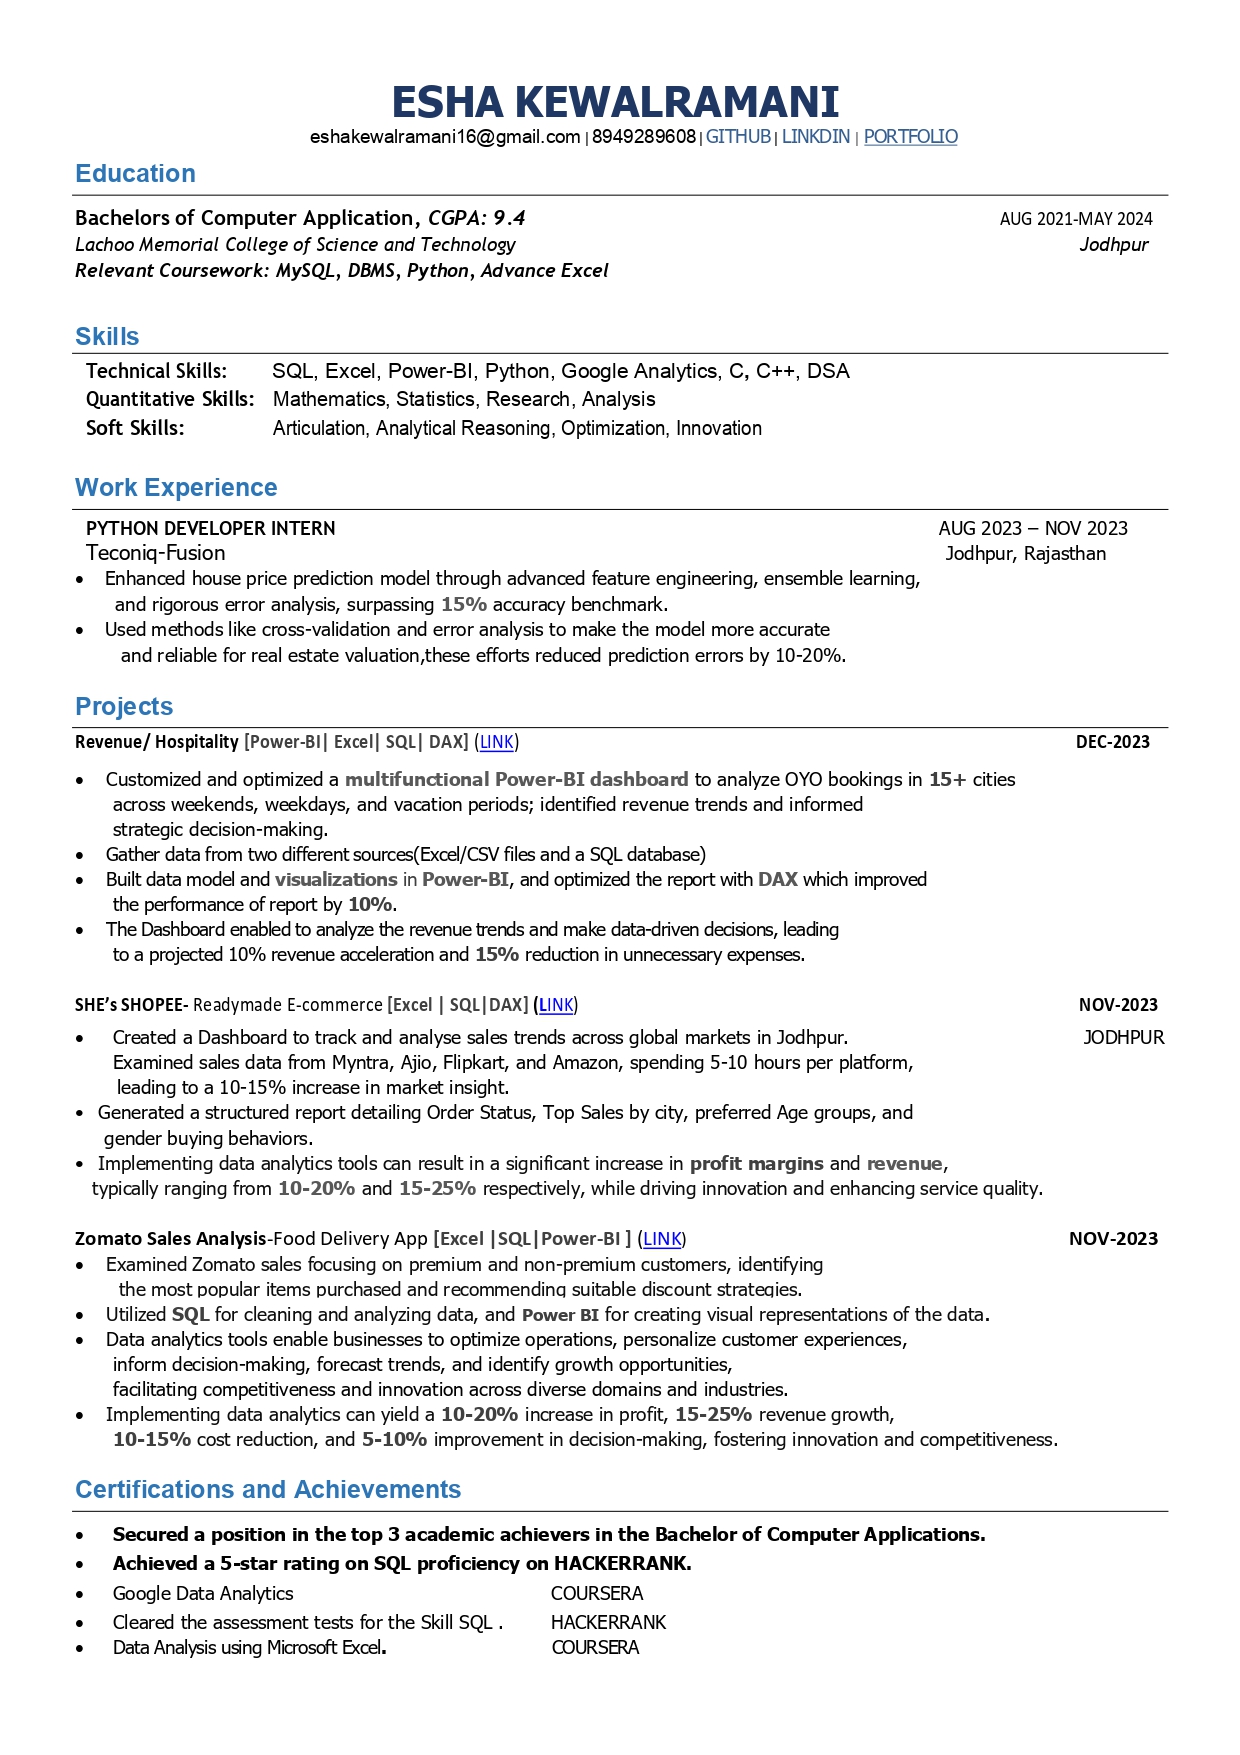 ESHA KEWALRAMANI
eshakewalramani16@gmail.com | 8949289608 | GITHUB | LINKDIN | PORTFOLIO
Education
Bachelors of Computer Application, CGPA: 9.4 AUG 2021-MAY 2024
Lachoo Memorial College of Science and Technology Jodhpur
Relevant Coursework: MySQL, DBMS, Python, Advance Excel
Skills
Technical Skills: SQL, Excel, Power-BI, Python, Google Analytics, C, C++, DSA
Quantitative Skills: Mathematics, Statistics, Research, Analysis
Soft Skills: Articulation, Analytical Reasoning, Optimization, Innovation
Work Experience
PYTHON DEVELOPER INTERN AUG 2023 – NOV 2023
Teconiq-Fusion Jodhpur, Rajasthan
• Enhanced house price prediction model through advanced feature engineering, ensemble learning,
and rigorous error analysis, surpassing 15% accuracy benchmark.
• Used methods like cross-validation and error analysis to make the model more accurate
and reliable for real estate valuation,these efforts reduced prediction errors by 10-20%.
Projects
Revenue/ Hospitality [Power-BI| Excel| SQL| DAX] (LINK) DEC-2023
• Customized and optimized a multifunctional Power-BI dashboard to analyze OYO bookings in 15+ cities
across weekends, weekdays, and vacation periods; identified revenue trends and informed
strategic decision-making.
• Gather data from two different sources(Excel/CSV files and a SQL database)
• Built data model and visualizations in Power-BI, and optimized the report with DAX which improved
the performance of report by 10%.
• The Dashboard enabled to analyze the revenue trends and make data-driven decisions, leading
to a projected 10% revenue acceleration and 15% reduction in unnecessary expenses.
SHE’s SHOPEE- Readymade E-commerce [Excel | SQL|DAX] (LINK) NOV-2023
• Created a Dashboard to track and analyse sales trends across global markets in Jodhpur. JODHPUR
Examined sales data from Myntra, Ajio, Flipkart, and Amazon, spending 5-10 hours per platform,
leading to a 10-15% increase in market insight.
• Generated a structured report detailing Order Status, Top Sales by city, preferred Age groups, and
gender buying behaviors.
• Implementing data analytics tools can result in a significant increase in profit margins and revenue,
typically ranging from 10-20% and 15-25% respectively, while driving innovation and enhancing service quality.
Zomato Sales Analysis-Food Delivery App [Excel |SQL|Power-BI ] (LINK) NOV-2023
• Examined Zomato sales focusing on premium and non-premium customers, identifying
the most popular items purchased and recommending suitable discount strategies.
• Utilized SQL for cleaning and analyzing data, and Power BI for creating visual representations of the data.
• Data analytics tools enable businesses to optimize operations, personalize customer experiences,
inform decision-making, forecast trends, and identify growth opportunities,
facilitating competitiveness and innovation across diverse domains and industries.
• Implementing data analytics can yield a 10-20% increase in profit, 15-25% revenue growth,
10-15% cost reduction, and 5-10% improvement in decision-making, fostering innovation and competitiveness.
Certifications and Achievements
• Secured a position in the top 3 academic achievers in the Bachelor of Computer Applications.
• Achieved a 5-star rating on SQL proficiency on HACKERRANK.
• Google Data Analytics COURSERA
• Cleared the assessment tests for the Skill SQL . HACKERRANK
• Data Analysis using Microsoft Excel. COURSERA